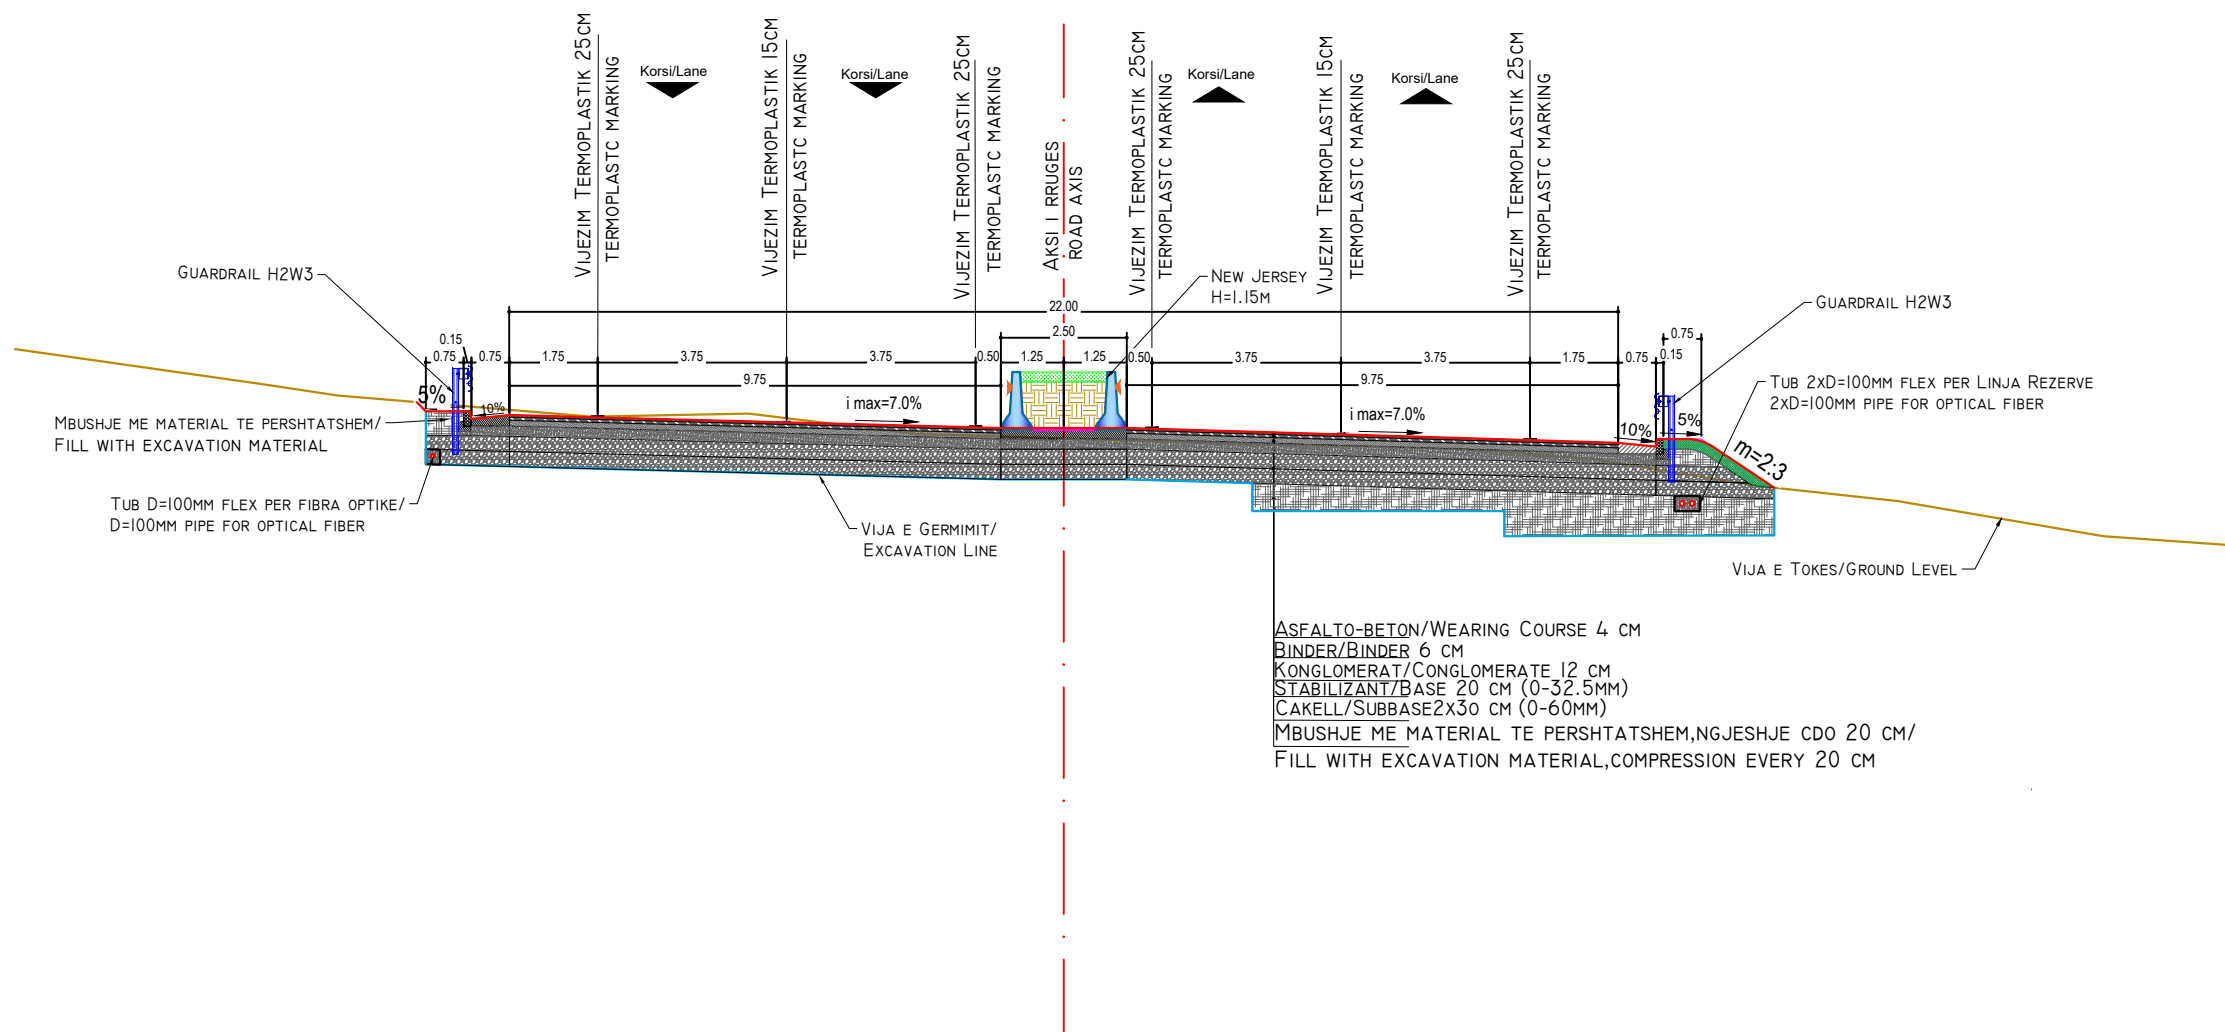 VIJEZIM TERMOPLASTIK 25CM
TERMOPLASTC MARKING
Korsi/Lane
VIJEZIM TERMOPLASTIK 15CM
TERMOPLASTC MARKING
Korsi/Lane
VIJEZIM TERMOPLASTIK 25CM
TERMOPLASTC MARKING
AKSI I RRUGES
ROAD AXIS
VIJEZIM TERMOPLASTIK 25CM
TERMOPLASTC MARKING
Korsi/Lane
VIJEZIM TERMOPLASTIK 15CM
TERMOPLASTC MARKING
Korsi/Lane
VIJEZIM TERMOPLASTIK 25CM
TERMOPLASTC MARKING
GUARDRAIL H2W3
NEW JERSEY
H=1.15M
GUARDRAIL H2W3
22.00
2.50
0.15
0.75
0.75
0.75
1.75
3.75
3.75
0.50
1.25
1.25
0.50
3.75
3.75
1.75
0.75
0.15
9.75
9.75
5%
10%
i max=7.0%
i max=7.0%
10%
5%
m=2:3
TUB 2XD=100MM FLEX PER LINJA REZERVE
2XD=100MM PIPE FOR OPTICAL FIBER
MBUSHJE ME MATERIAL TE PERSHTATSHEM/
FILL WITH EXCAVATION MATERIAL
TUB D=100MM FLEX PER FIBRA OPTIKE/
D=100MM PIPE FOR OPTICAL FIBER
VIJA E GERMIMIT/
EXCAVATION LINE
VIJA E TOKES/GROUND LEVEL
ASFALTO-BETON/WEARING COURSE 4 CM
BINDER/BINDER 6 CM
KONGLOMERAT/CONGLOMERATE 12 CM
STABILIZANT/BASE 20 CM (0-32.5MM)
CAKELL/SUBBASE2X30 CM (0-60MM)
MBUSHJE ME MATERIAL TE PERSHTATSHEM,NGJESHJE CDO 20 CM/
FILL WITH EXCAVATION MATERIAL,COMPRESSION EVERY 20 CM